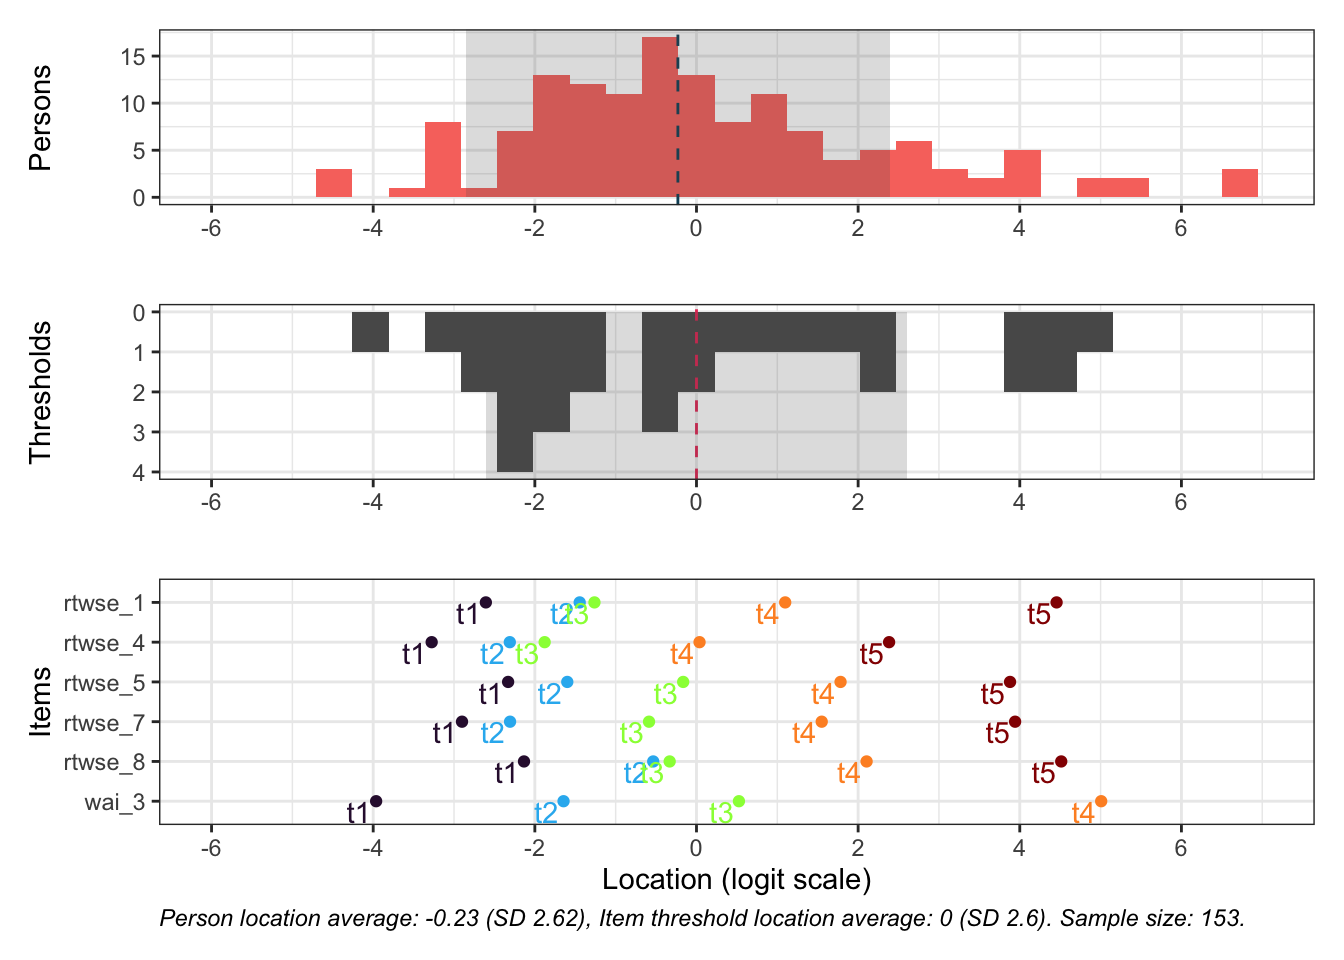 Persons
15
10
5
0
-6 -4 -2 0 2 4 6
Thresholds
0
1
2
3
4
-6 -4 -2 0 2 4 6
Items
rtwse_1 t1 t2 t3 t4 t5
rtwse_4 t1 t2 t3 t4 t5
rtwse_5 t1 t2 t3 t4 t5
rtwse_7 t1 t2 t3 t4 t5
rtwse_8 t1 t2 t3 t4 t5
wai_3 t1 t2 t3 t4
-6 -4 -2 0 2 4 6
Location (logit scale)
Person location average: -0.23 (SD 2.62), Item threshold location average: 0 (SD 2.6). Sample size: 153.